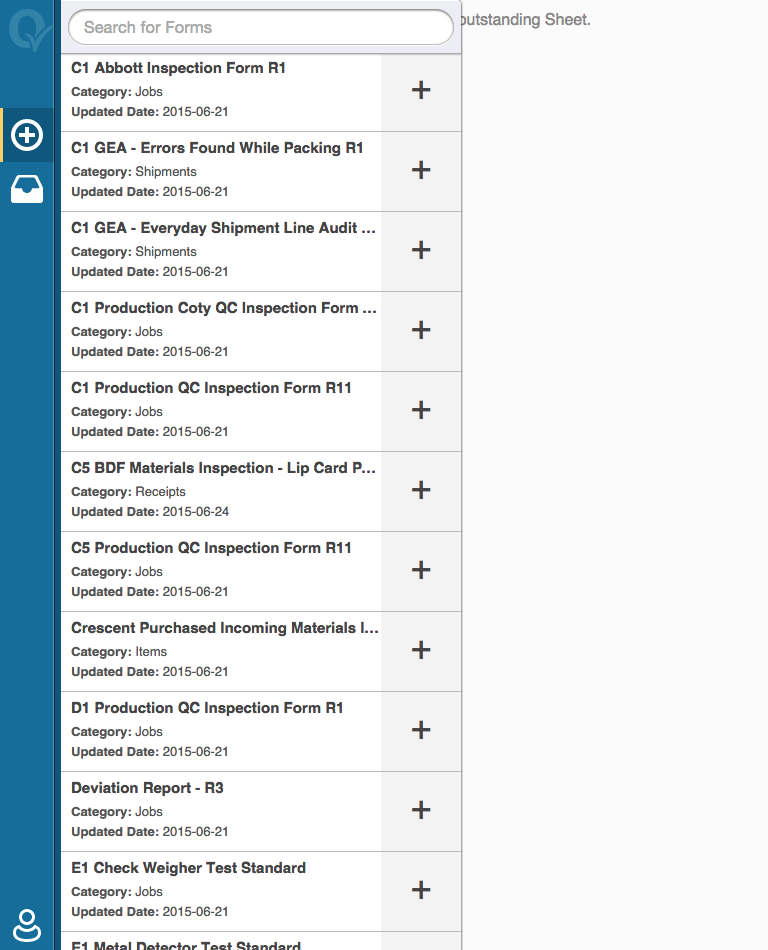 Search for Forms
outstanding Sheet.
C1 Abbott Inspection Form R1
Category: Jobs
Updated Date: 2015-06-21
C1 GEA - Errors Found While Packing R1
Category: Shipments
Updated Date: 2015-06-21
C1 GEA - Everyday Shipment Line Audit ...
Category: Shipments
Updated Date: 2015-06-21
C1 Production Coty QC Inspection Form ...
Category: Jobs
Updated Date: 2015-06-21
C1 Production QC Inspection Form R11
Category: Jobs
Updated Date: 2015-06-21
C5 BDF Materials Inspection - Lip Card P...
Category: Receipts
Updated Date: 2015-06-24
C5 Production QC Inspection Form R11
Category: Jobs
Updated Date: 2015-06-21
Crescent Purchased Incoming Materials I...
Category: Items
Updated Date: 2015-06-21
D1 Production QC Inspection Form R1
Category: Jobs
Updated Date: 2015-06-21
Deviation Report - R3
Category: Jobs
Updated Date: 2015-06-21
E1 Check Weigher Test Standard
Category: Jobs
Updated Date: 2015-06-21
E1 Metal Detector Test Standard